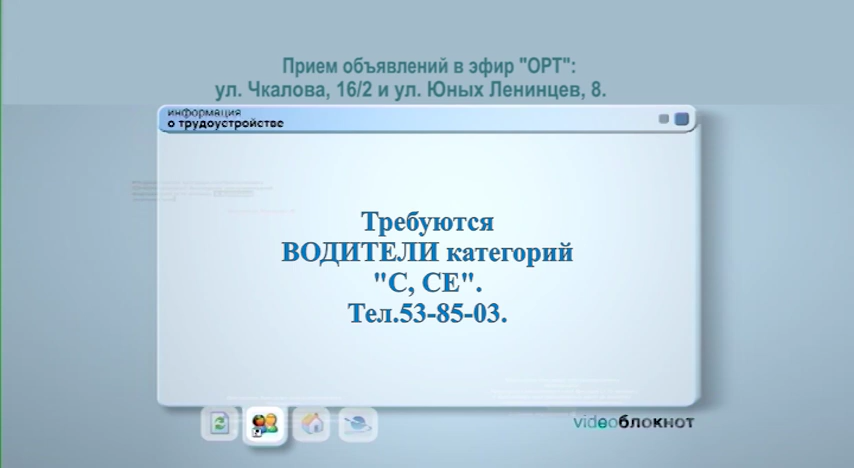 Прием объявлений в эфир "ОРТ":
ул. Чкалова, 16/2 и ул. Юных Ленинцев, 8.
информация
о трудоустройстве
Требуются
ВОДИТЕЛИ категорий
"С, СЕ".
Тел.53-85-03.
videoблокнот